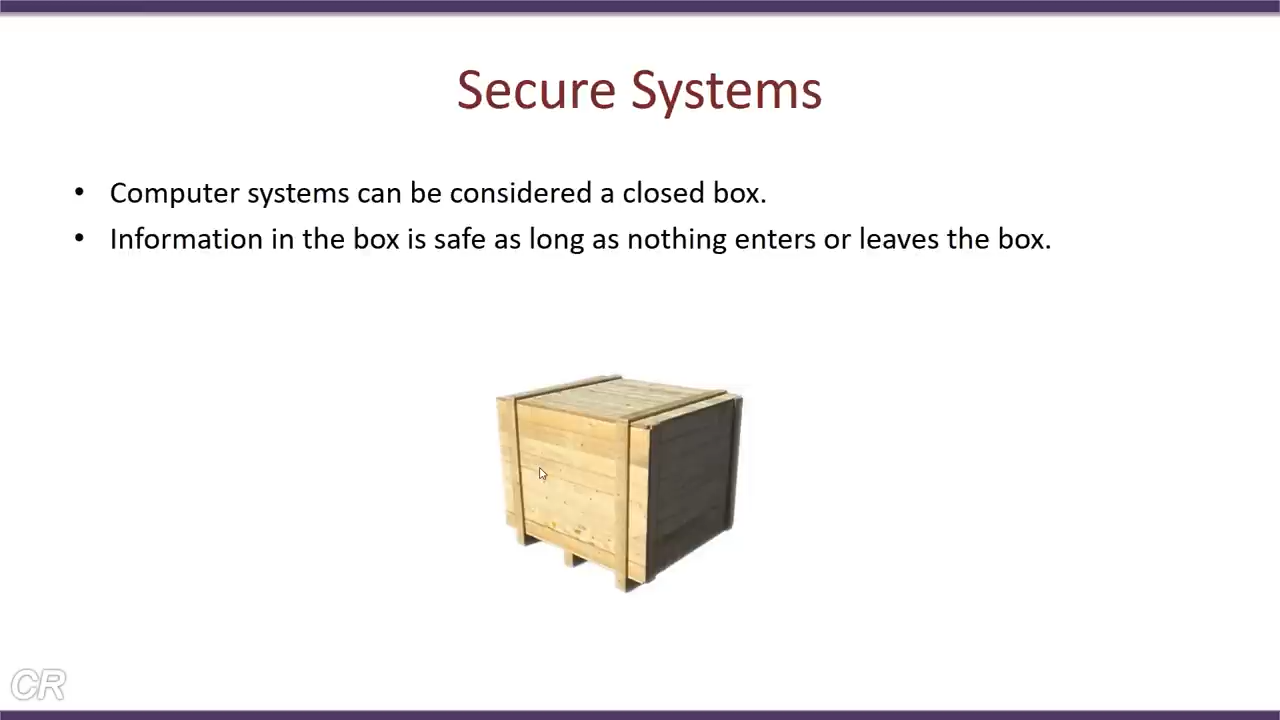 Secure Systems
• Computer systems can be considered a closed box.
• Information in the box is safe as long as nothing enters or leaves the box.
CR